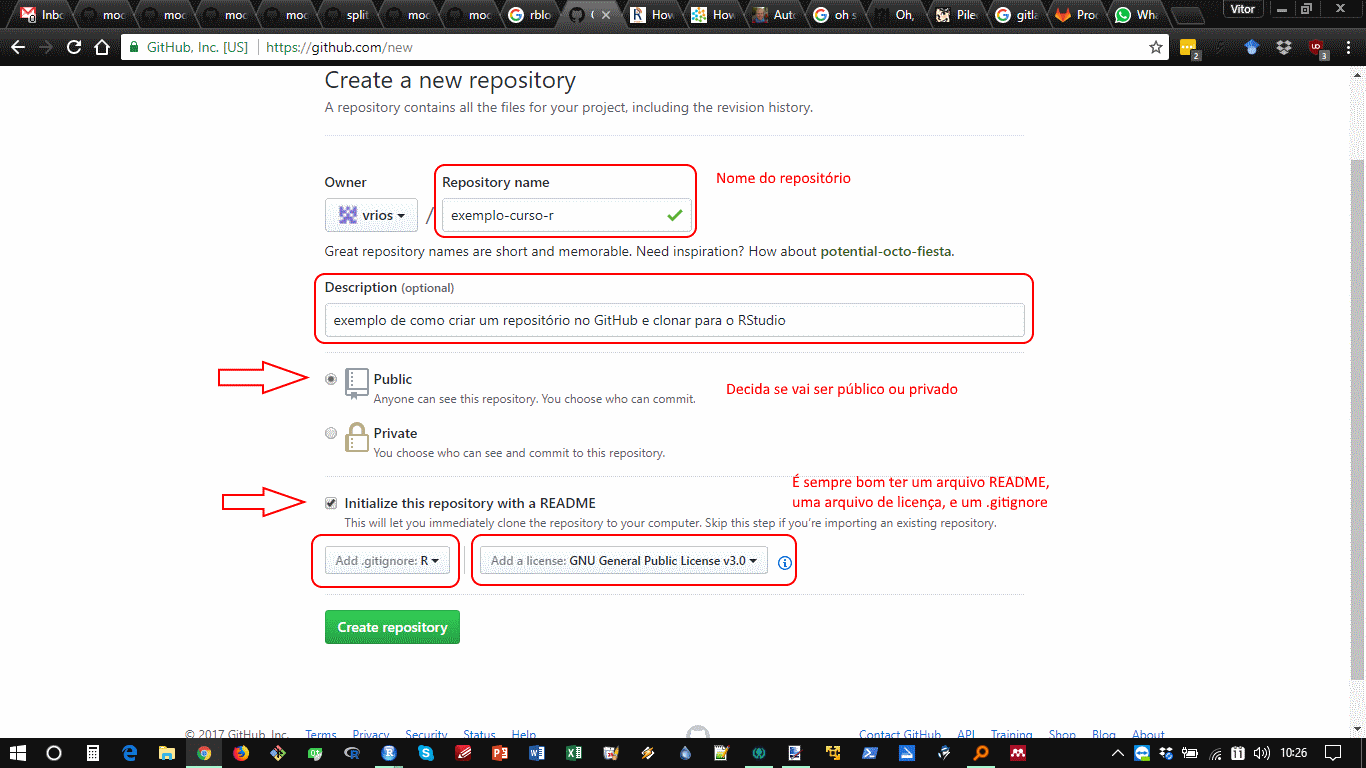 Inbo
moc
moc
moc
moc
split
moc
moc
rblo
How
How
Auto
oh s
Oh,
Pile
gitla
Pro
Wha
Vitor
GitHub, Inc. [US]
https://github.com/new
2
3
Create a new repository
A repository contains all the files for your project, including the revision history.
Owner
Repository name
Nome do repositório
vrios
/
exemplo-curso-r
Great repository names are short and memorable. Need inspiration? How about potential-octo-fiesta.
Description (optional)
exemplo de como criar um repositório no GitHub e clonar para o RStudio
Public
Anyone can see this repository. You choose who can commit.
Decida se vai ser público ou privado
Private
You choose who can see and commit to this repository.
É sempre bom ter um arquivo README,
uma arquivo de licença, e um .gitignore
Initialize this repository with a README
This will let you immediately clone the repository to your computer. Skip this step if you're importing an existing repository.
Add .gitignore: R
Add a license: GNU General Public License v3.0
Create repository
© 2017 GitHub, Inc. Terms Privacy Security Status Help
Contact GitHub API Training Shop Blog About
11
10:26